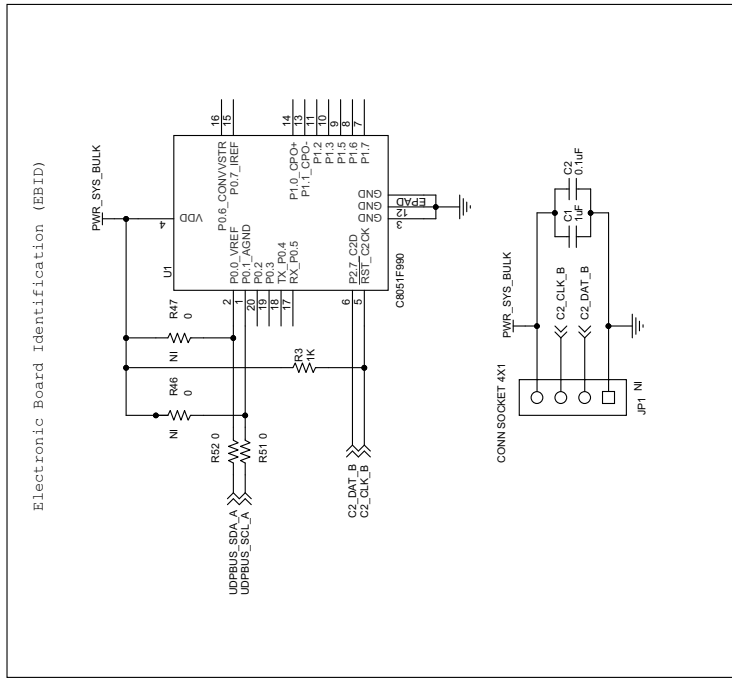 Electronic Board Identification (EBID)
PWR_SYS_BULK
R46
0
NI
R47
0
NI
R3
1K
R52 0
R51 0
UDPBUS_SDA_A
UDPBUS_SCL_A
C2_DAT_B
C2_CLK_B
U1
4
VDD
2
P0.0_VREF
1
P0.1_AGND
20
P0.2
19
P0.3
18
TX_P0.4
17
RX_P0.5
6
P2.7_C2D
5
RST_C2CK
P0.6_CONVVSTR
16
P0.7_IREF
15
P1.0_CPO+
14
P1.1_CPO-
13
P1.2
11
P1.3
10
P1.5
9
P1.6
8
P1.7
7
GND
3
GND
12
GND
EPAD
C8051F990
CONN SOCKET 4X1
PWR_SYS_BULK
C2_CLK_B
C2_DAT_B
JP1
NI
C1
1uF
C2
0.1uF